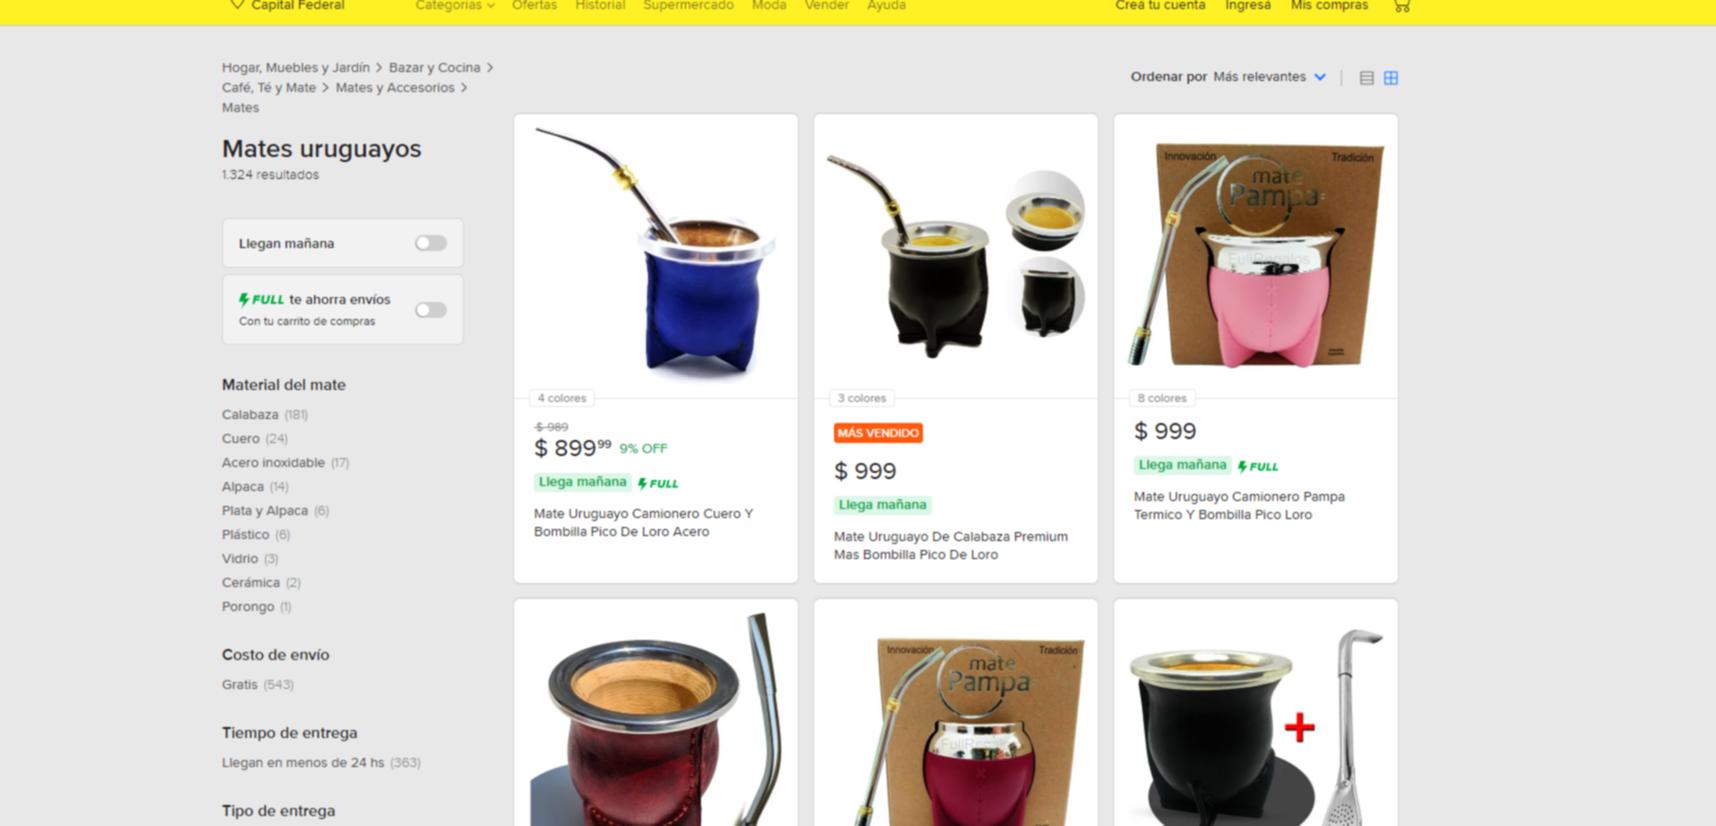 Capital Federal
Categorías
Ofertas
Historial
Supermercado
Moda
Vender
Ayuda
Creá tu cuenta
Ingresá
Mis compras
Hogar, Muebles y Jardín > Bazar y Cocina >
Café, Té y Mate > Mates y Accesorios >
Mates
Ordenar por Más relevantes
Mates uruguayos
1.324 resultados
Llegan mañana
FULL te ahorra envíos
Con tu carrito de compras
Material del mate
Calabaza (181)
Cuero (24)
Acero inoxidable (17)
Alpaca (14)
Plata y Alpaca (6)
Plástico (6)
Vidrio (3)
Cerámica (2)
Porongo (1)
Costo de envío
Gratis (543)
Tiempo de entrega
Llegan en menos de 24 hs (363)
Tipo de entrega
4 colores
$ 989
$ 899⁹⁹ 9% OFF
Llega mañana FULL
Mate Uruguayo Camionero Cuero Y
Bombilla Pico De Loro Acero
3 colores
MÁS VENDIDO
$ 999
Llega mañana
Mate Uruguayo De Calabaza Premium
Mas Bombilla Pico De Loro
Innovación
Tradición
mate
Pampa
FullRegalos
8 colores
$ 999
Llega mañana FULL
Mate Uruguayo Camionero Pampa
Termico Y Bombilla Pico Loro
Innovación
Tradición
mate
Pampa